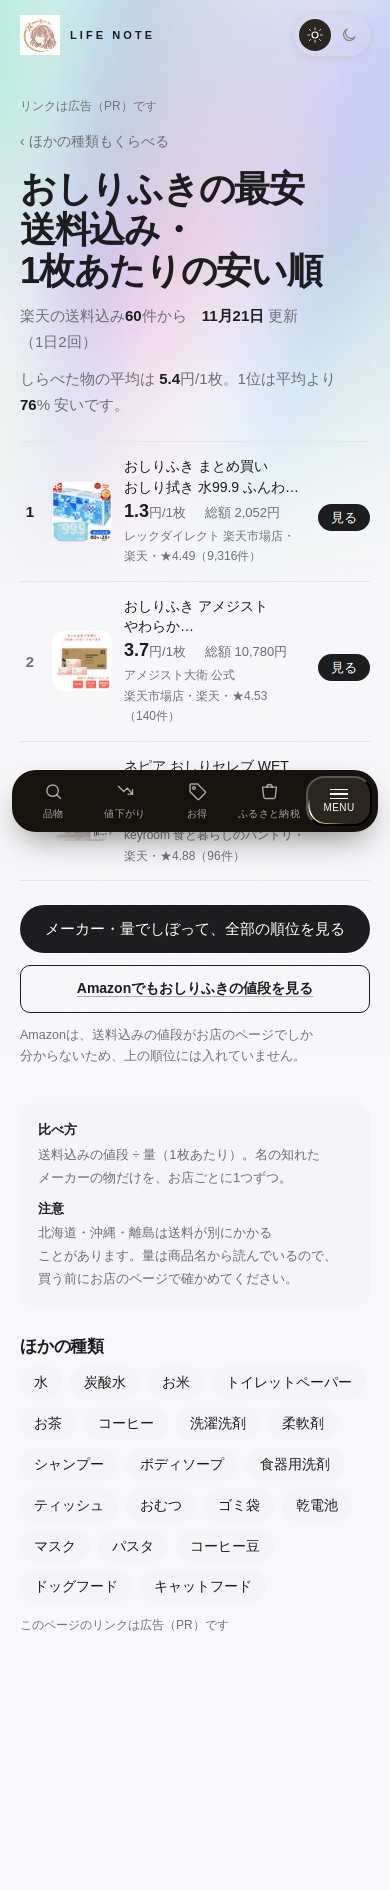 LIFE NOTE
リンクは広告（PR）です
‹ ほかの種類もくらべる
おしりふきの最安
送料込み・
1枚あたりの安い順
楽天の送料込み60件から　11月21日 更新
（1日2回）
しらべた物の平均は 5.4円/1枚。1位は平均より
76% 安いです。
1
おしりふき まとめ買い
おしり拭き 水99.9 ふんわ…
1.3円/1枚　総額 2,052円
レックダイレクト 楽天市場店・
楽天・★4.49（9,316件）
見る
2
おしりふき アメジスト
やわらか…
3.7円/1枚　総額 10,780円
アメジスト大衛 公式
楽天市場店・楽天・★4.53
（140件）
見る
ネピア おしりセレブ WET
品物
値下がり
お得
ふるさと納税
MENU
keyroom 食と暮らしのパントリ・
楽天・★4.88（96件）
メーカー・量でしぼって、全部の順位を見る
Amazonでもおしりふきの値段を見る
Amazonは、送料込みの値段がお店のページでしか
分からないため、上の順位には入れていません。
比べ方
送料込みの値段 ÷ 量（1枚あたり）。名の知れた
メーカーの物だけを、お店ごとに1つずつ。
注意
北海道・沖縄・離島は送料が別にかかる
ことがあります。量は商品名から読んでいるので、
買う前にお店のページで確かめてください。
ほかの種類
水 炭酸水 お米 トイレットペーパー
お茶 コーヒー 洗濯洗剤 柔軟剤
シャンプー ボディソープ 食器用洗剤
ティッシュ おむつ ゴミ袋 乾電池
マスク パスタ コーヒー豆
ドッグフード キャットフード
このページのリンクは広告（PR）です